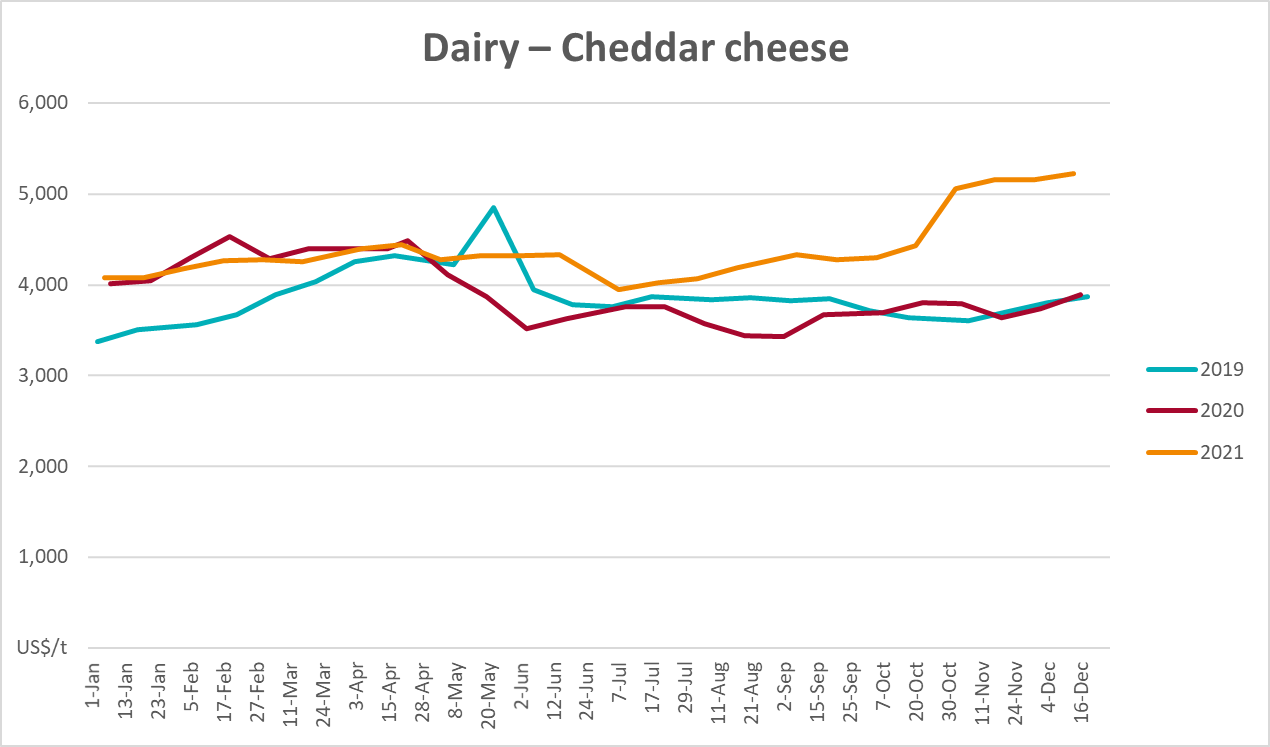 Dairy – Cheddar cheese
6,000
5,000
4,000
3,000
2,000
1,000
US$/t
1-Jan
13-Jan
23-Jan
5-Feb
17-Feb
27-Feb
11-Mar
24-Mar
3-Apr
15-Apr
28-Apr
8-May
20-May
2-Jun
12-Jun
24-Jun
7-Jul
17-Jul
29-Jul
11-Aug
21-Aug
2-Sep
15-Sep
25-Sep
7-Oct
20-Oct
30-Oct
11-Nov
24-Nov
4-Dec
16-Dec
2019
2020
2021